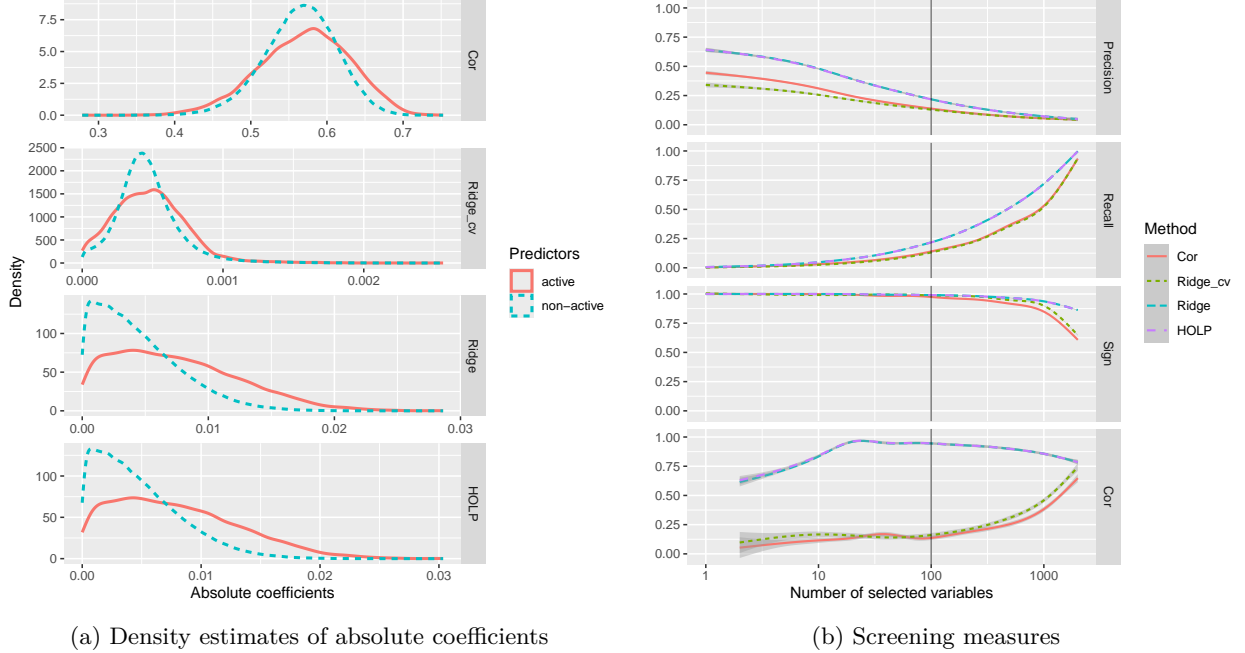 7.5
5.0
2.5
0.0
0.3
0.4
0.5
0.6
0.7
Cor
2500
2000
1500
1000
500
0
0.000
0.001
0.002
Ridge_cv
100
50
0
0.00
0.01
0.02
0.03
Ridge
100
50
0
0.00
0.01
0.02
0.03
HOLP
Density
Absolute coefficients
Predictors
active
non-active
(a) Density estimates of absolute coefficients
1.00
0.75
0.50
0.25
0.00
Precision
1.00
0.75
0.50
0.25
0.00
Recall
1.00
0.75
0.50
0.25
0.00
Sign
1.00
0.75
0.50
0.25
0.00
Cor
1
10
100
1000
Number of selected variables
Method
Cor
Ridge_cv
Ridge
HOLP
(b) Screening measures